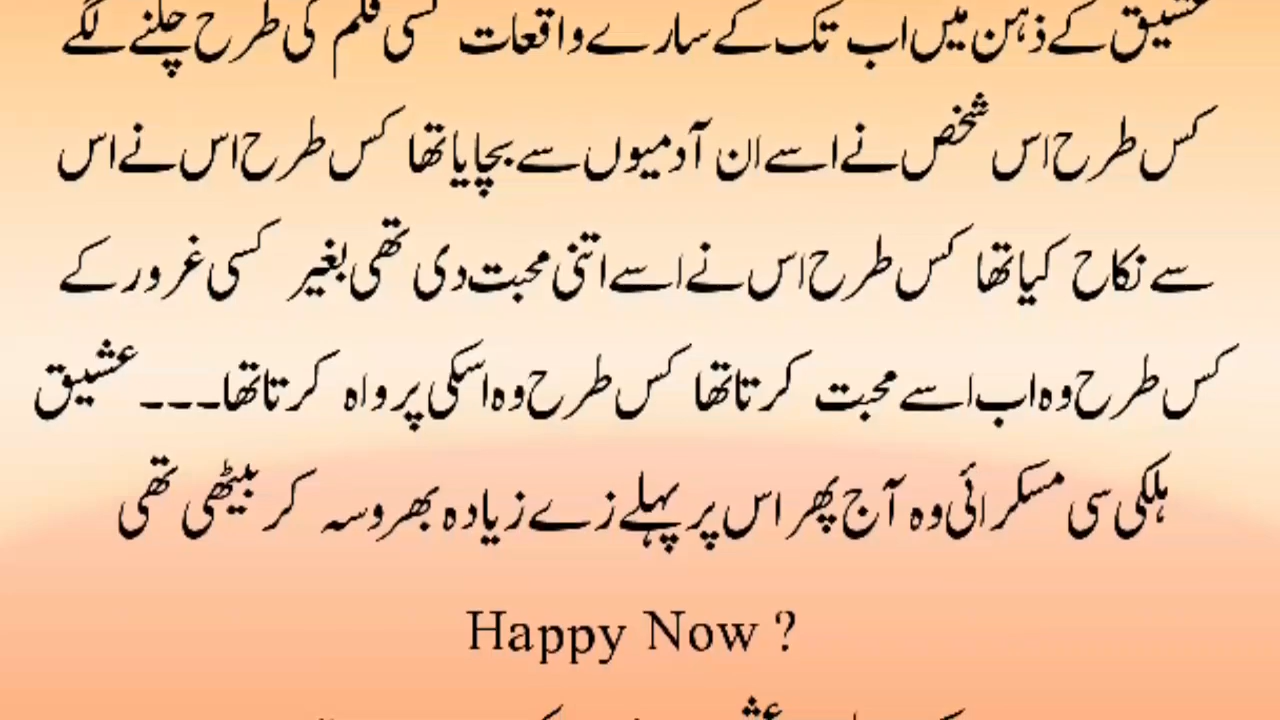 عشیق کے ذہن میں اب تک کے سارے واقعات کسی فلم کی طرح چلنے لگے
کس طرح اس شخص نے اسے ان آدمیوں سے بچایا تھا کس طرح اس نے اس
سے نکاح کیا تھا کس طرح اس نے اسے اتنی محبت دی تھی بغیر کسی غرور کے
کس طرح وہ اب اسے محبت کرتا تھا کس طرح وہ اسکی پرواہ کرتا تھا۔۔۔ عشیق
ہلکی سی مسکرائی وہ آج پھر اس پر پہلے زے زیادہ بھروسہ کر بیٹھی تھی
Happy Now ?